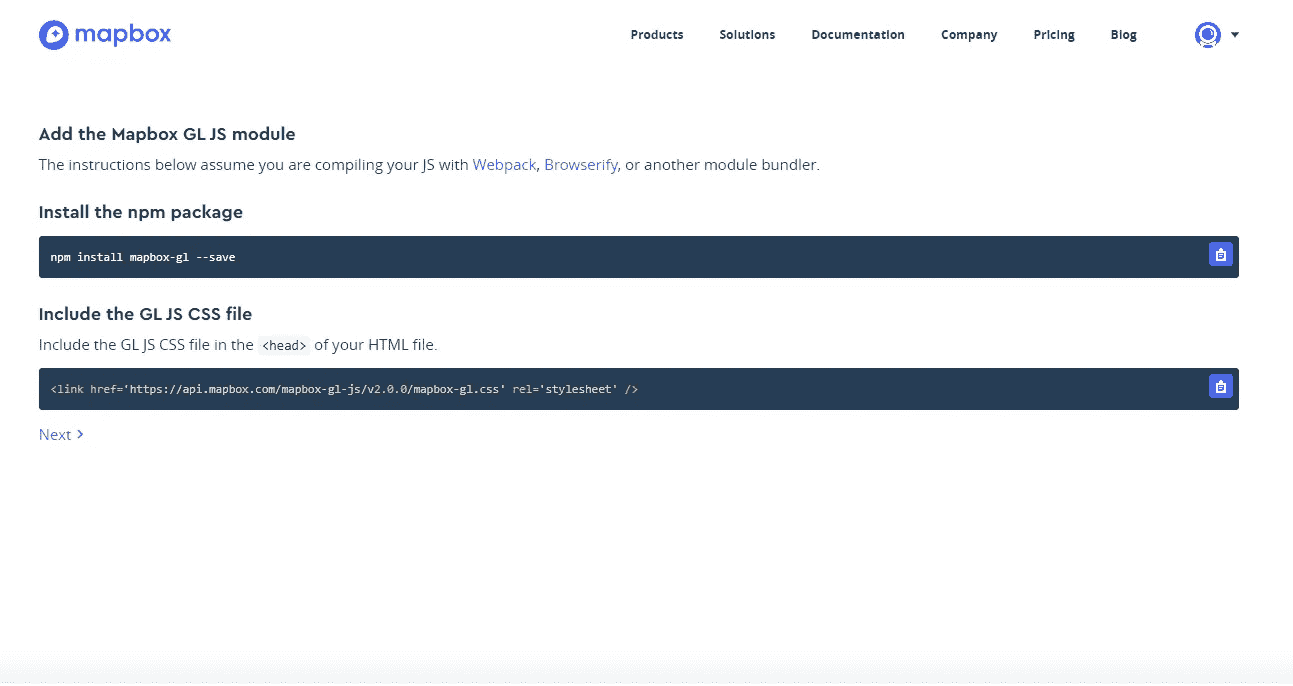 mapbox
Products Solutions Documentation Company Pricing Blog
Add the Mapbox GL JS module
The instructions below assume you are compiling your JS with Webpack, Browserify, or another module bundler.
Install the npm package
npm install mapbox-gl --save
Include the GL JS CSS file
Include the GL JS CSS file in the <head> of your HTML file.
<link href='https://api.mapbox.com/mapbox-gl-js/v2.0.0/mapbox-gl.css' rel='stylesheet' />
Next